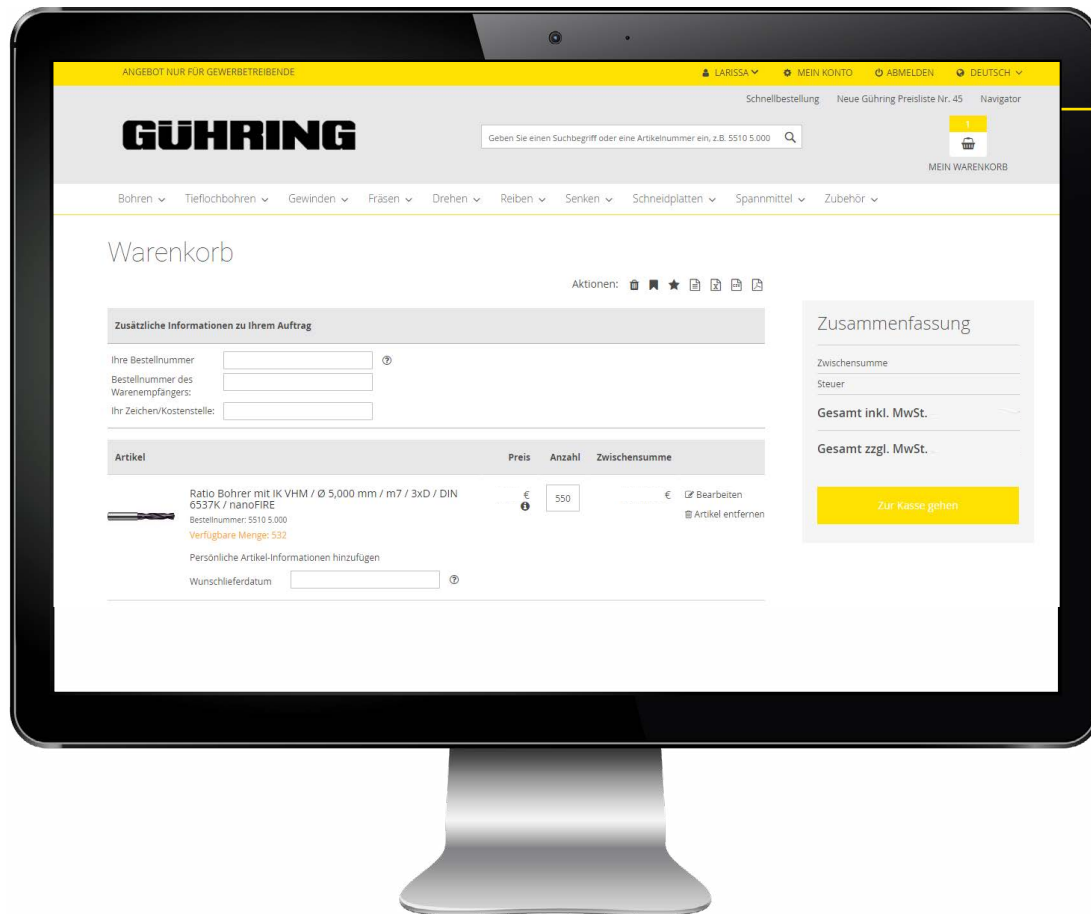 ANGEBOT NUR FÜR GEWERBETREIBENDE
LARISSA
MEIN KONTO
ABMELDEN
DEUTSCH
Schnellbestellung
Neue Gühring Preisliste Nr. 45
Navigator
GÜHRING
Geben Sie einen Suchbegriff oder eine Artikelnummer ein, z.B. 5510 5.000
1
MEIN WARENKORB
Bohren
Tieflochbohren
Gewinden
Fräsen
Drehen
Reiben
Senken
Schneidplatten
Spannmittel
Zubehör
Warenkorb
Aktionen:
Zusätzliche Informationen zu Ihrem Auftrag
Ihre Bestellnummer
Bestellnummer des
Warenempfängers:
Ihr Zeichen/Kostenstelle:
Artikel
Preis
Anzahl
Zwischensumme
Ratio Bohrer mit IK VHM / Ø 5,000 mm / m7 / 3xD / DIN
6537K / nanoFIRE
Bestellnummer: 5510 5.000
Verfügbare Menge: 532
€
550
€
Bearbeiten
Artikel entfernen
Persönliche Artikel-Informationen hinzufügen
Wunschlieferdatum
Zusammenfassung
Zwischensumme
Steuer
Gesamt inkl. MwSt.
Gesamt zzgl. MwSt.
Zur Kasse gehen